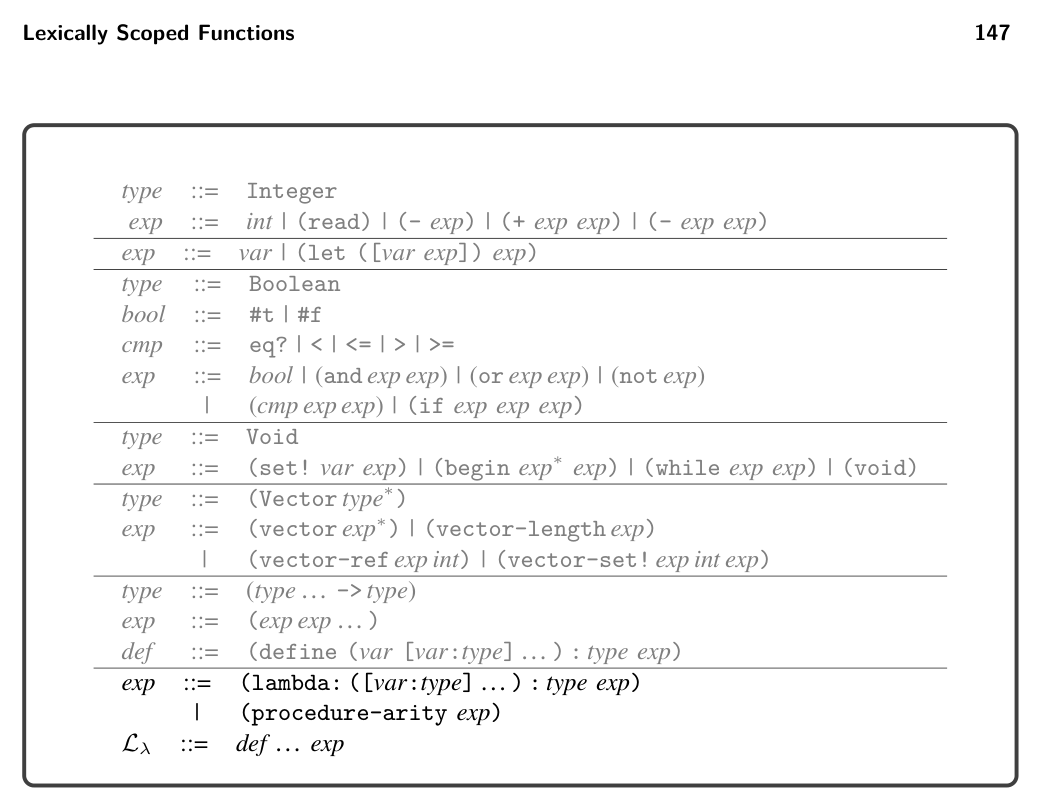 Lexically Scoped Functions 147
type ::= Integer
exp ::= int | (read) | (- exp) | (+ exp exp) | (- exp exp)
exp ::= var | (let ([var exp]) exp)
type ::= Boolean
bool ::= #t | #f
cmp ::= eq? | < | <= | > | >=
exp ::= bool | (and exp exp) | (or exp exp) | (not exp)
| (cmp exp exp) | (if exp exp exp)
type ::= Void
exp ::= (set! var exp) | (begin exp* exp) | (while exp exp) | (void)
type ::= (Vector type*)
exp ::= (vector exp*) | (vector-length exp)
| (vector-ref exp int) | (vector-set! exp int exp)
type ::= (type ... -> type)
exp ::= (exp exp ...)
def ::= (define (var [var:type] ...) : type exp)
exp ::= (lambda: ([var:type] ...) : type exp)
| (procedure-arity exp)
ℒλ ::= def ... exp